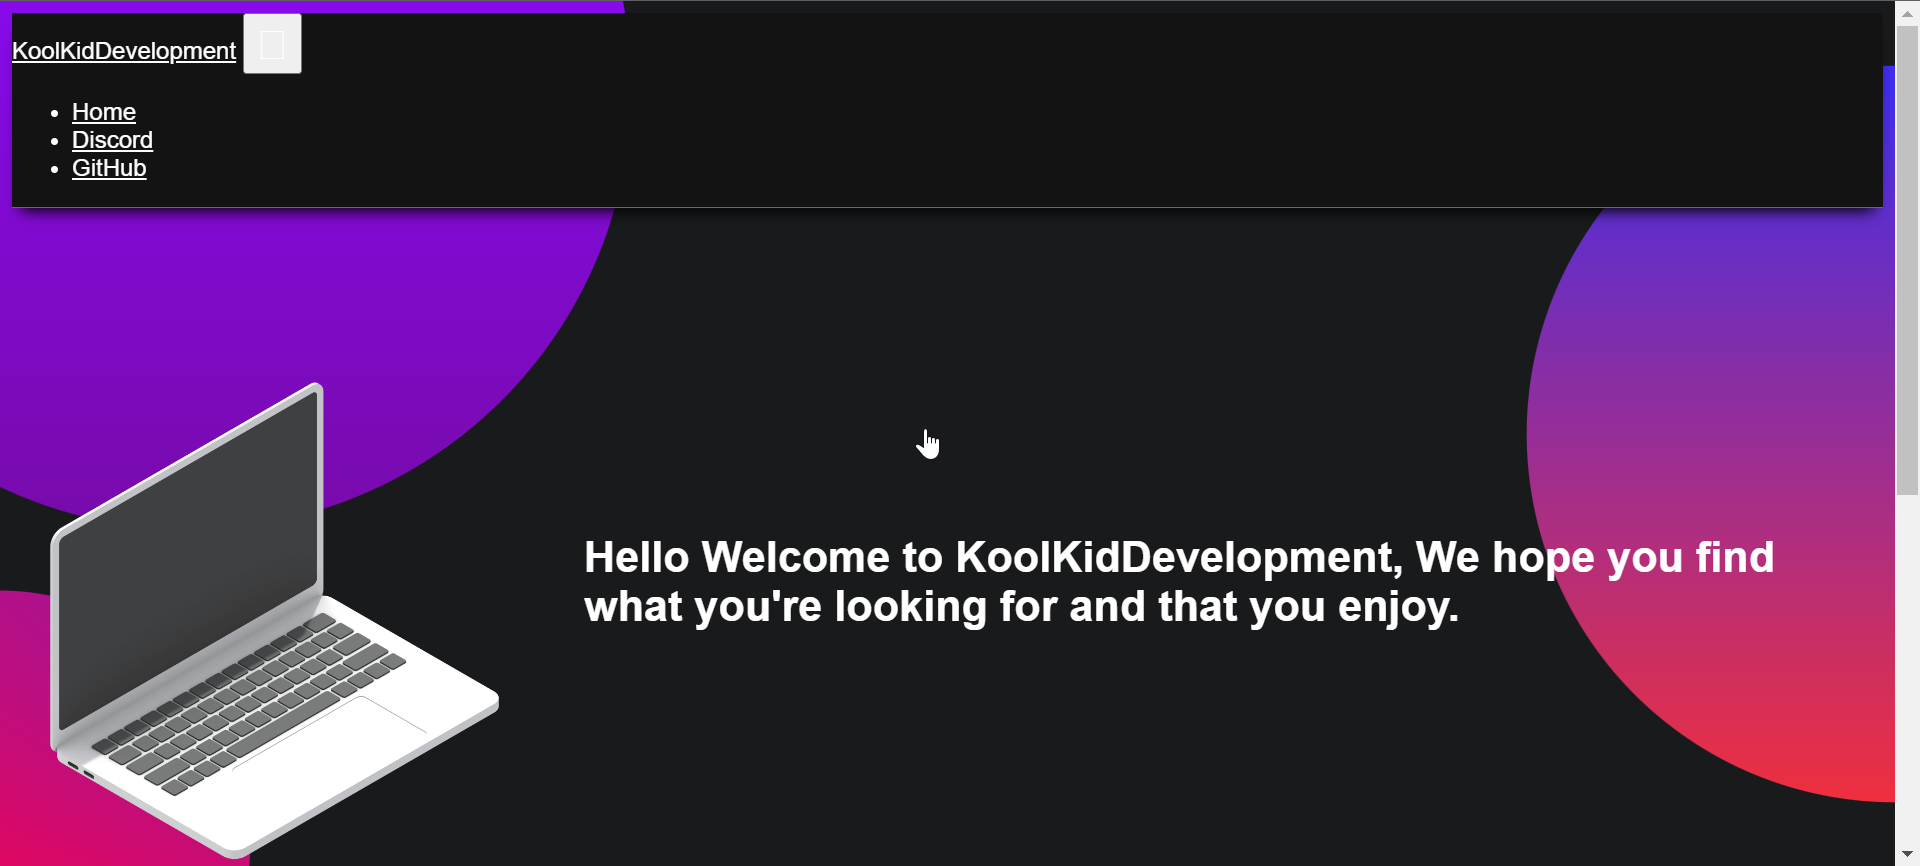 KoolKidDevelopment
Home
Discord
GitHub
Hello Welcome to KoolKidDevelopment, We hope you find
what you're looking for and that you enjoy.